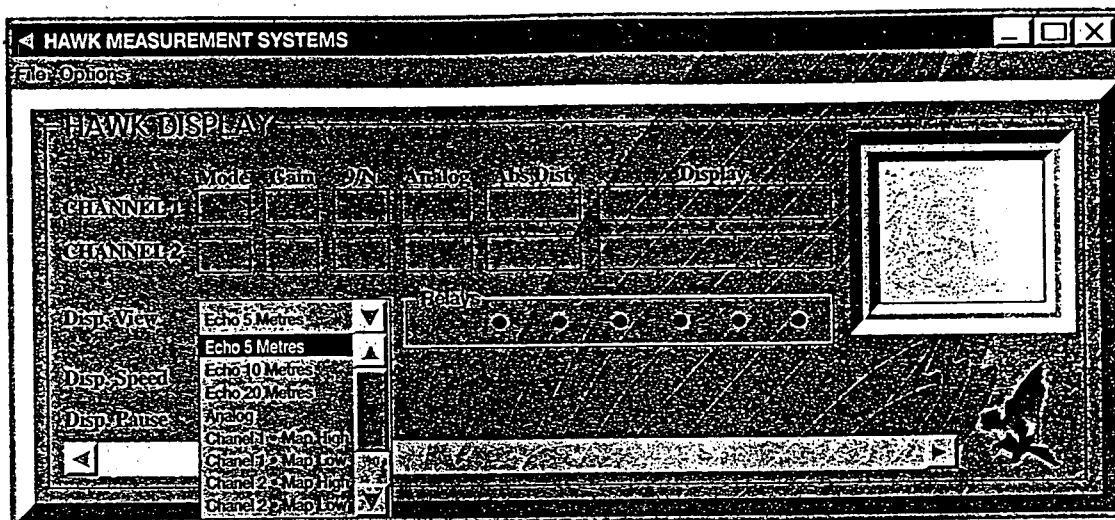 HAWK MEASUREMENT SYSTEMS
File Options
HAWK DISPLAY
Mode Gain D/N Analog Abs. Dist Display
CHANNEL 1
CHANNEL 2
Disp. View
Echo 5 Metres
Relay
Echo 5 Metres
Echo 10 Metres
Echo 20 Metres
Analog
Chanel 1 • Map High
Chanel 1 • Map Low
Chanel 2 • Map High
Chanel 2 • Map Low
Disp. Speed
Disp. Pause